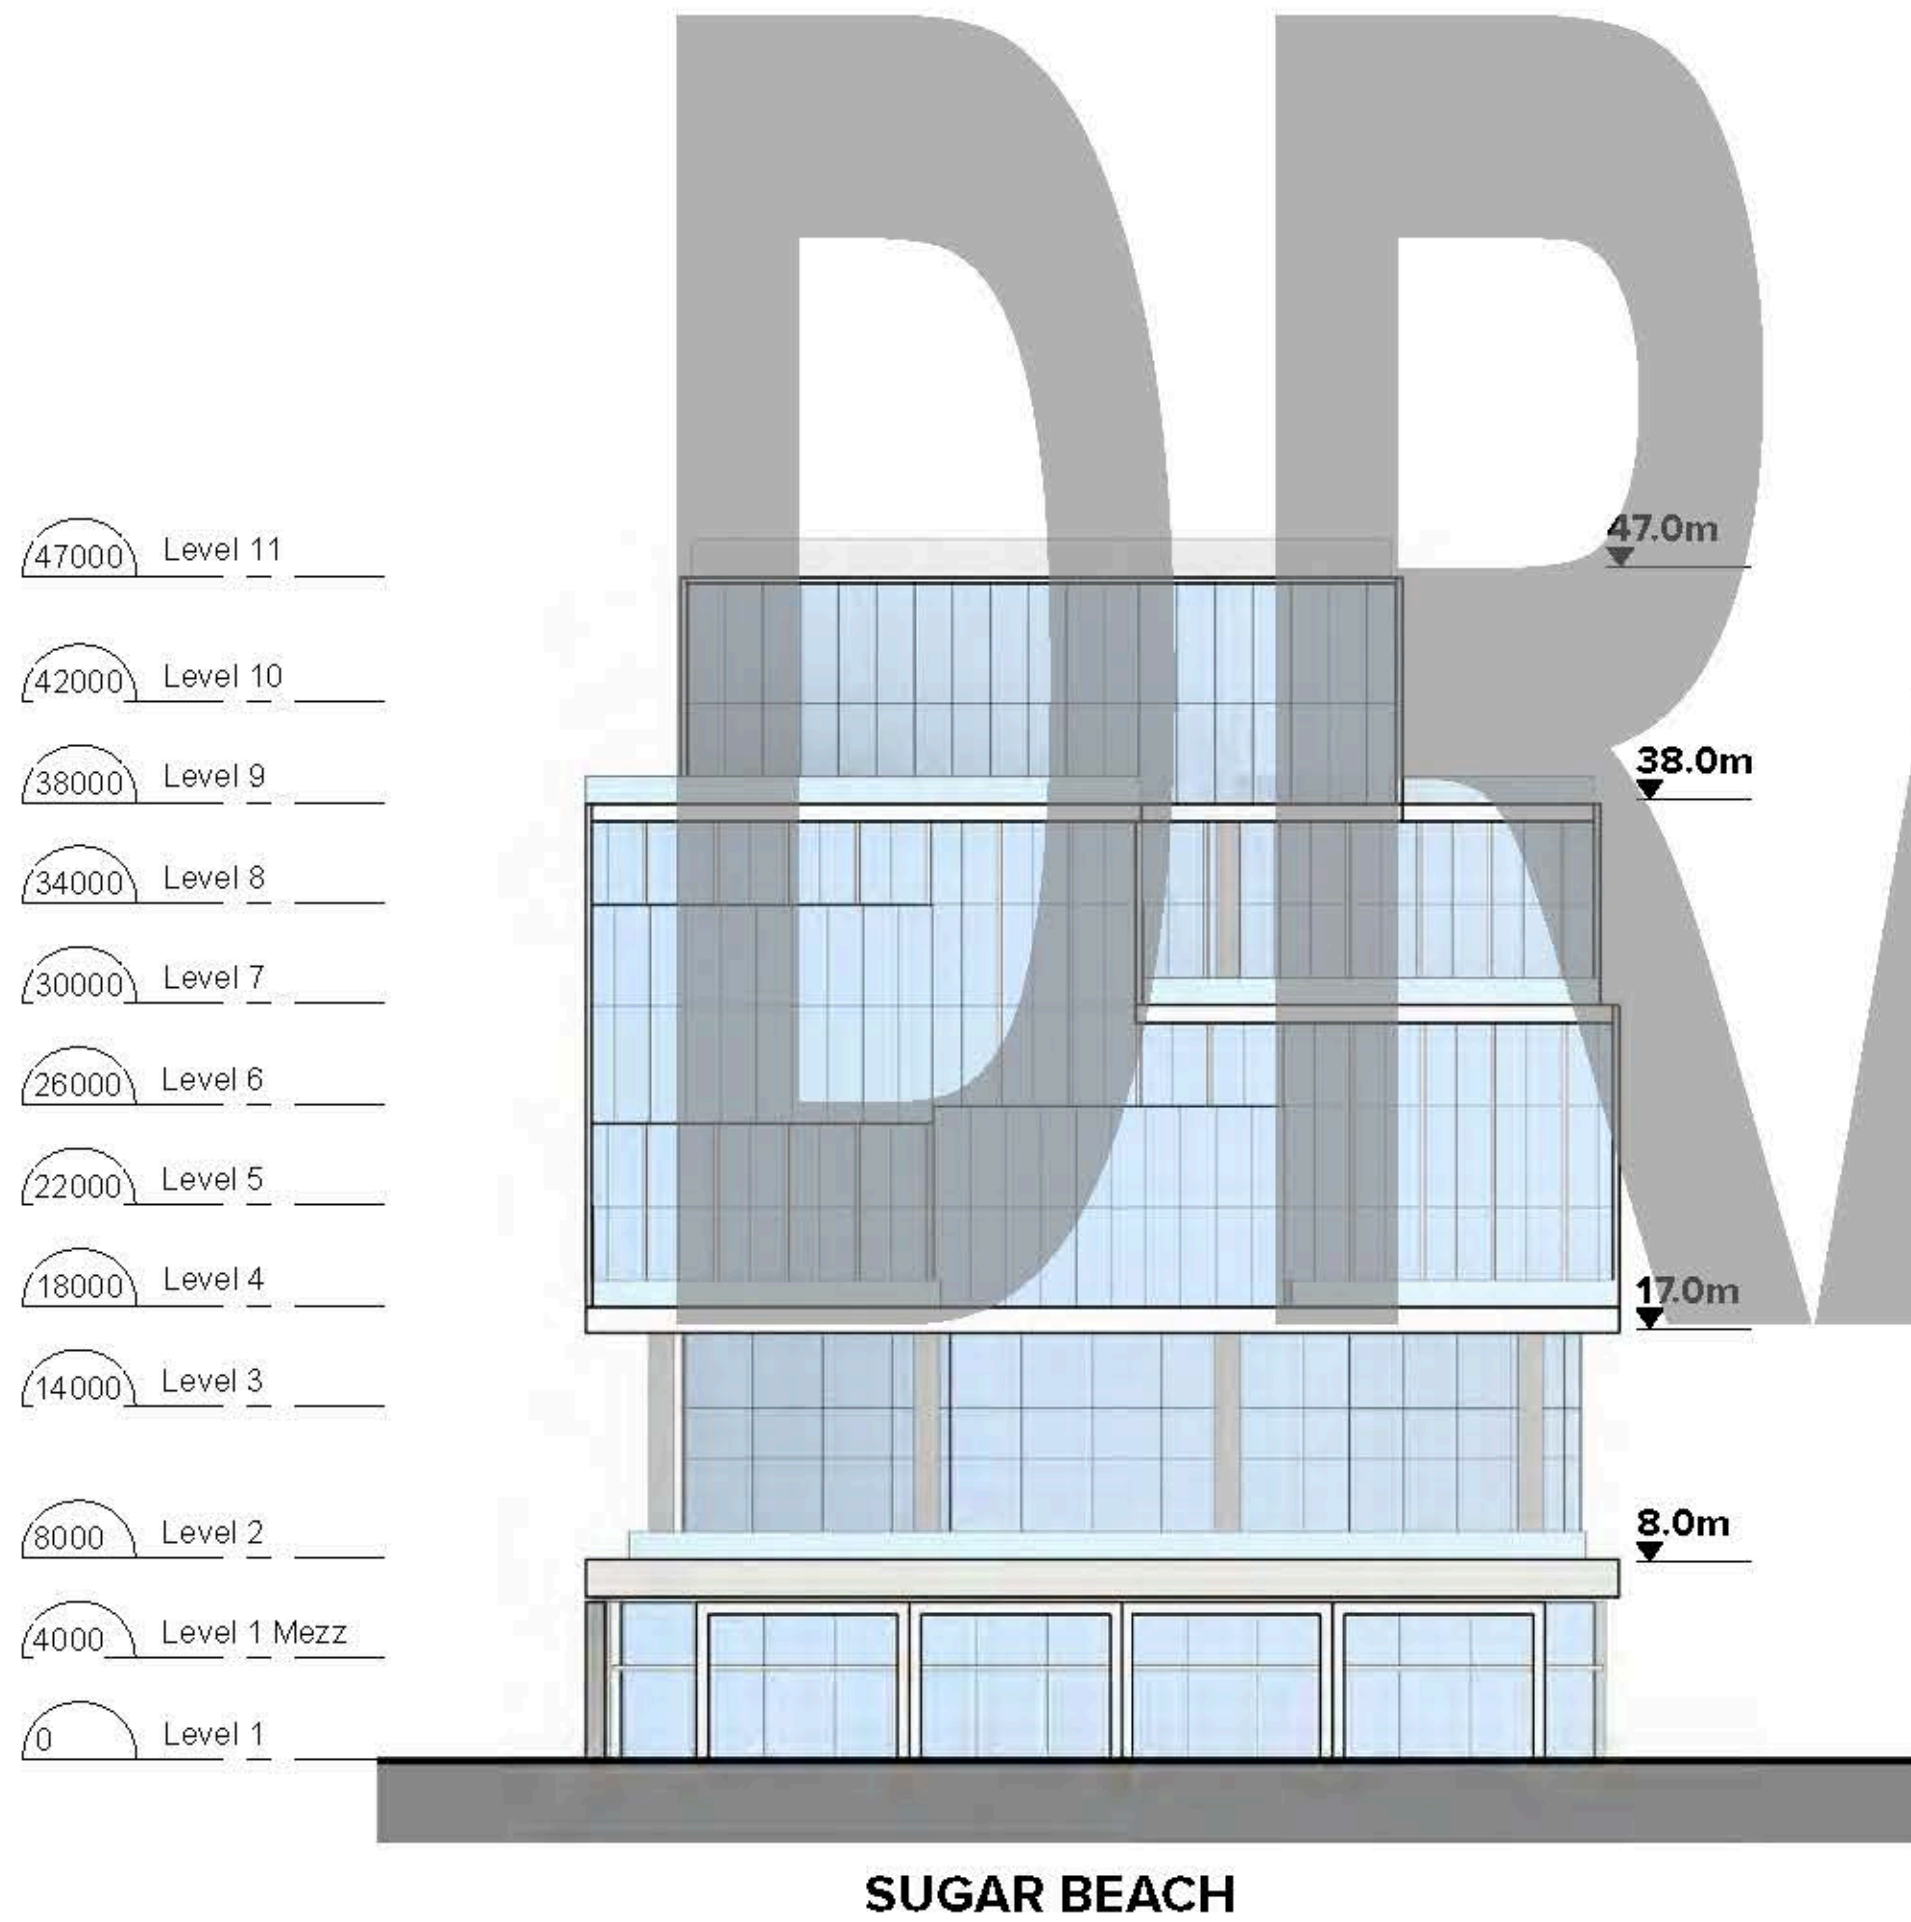 DR
47000 Level 11
47.0m
42000 Level 10
38.0m
38000 Level 9
34000 Level 8
30000 Level 7
26000 Level 6
22000 Level 5
18000 Level 4
17.0m
14000 Level 3
8000 Level 2
8.0m
4000 Level 1 Mezz
0 Level 1
SUGAR BEACH